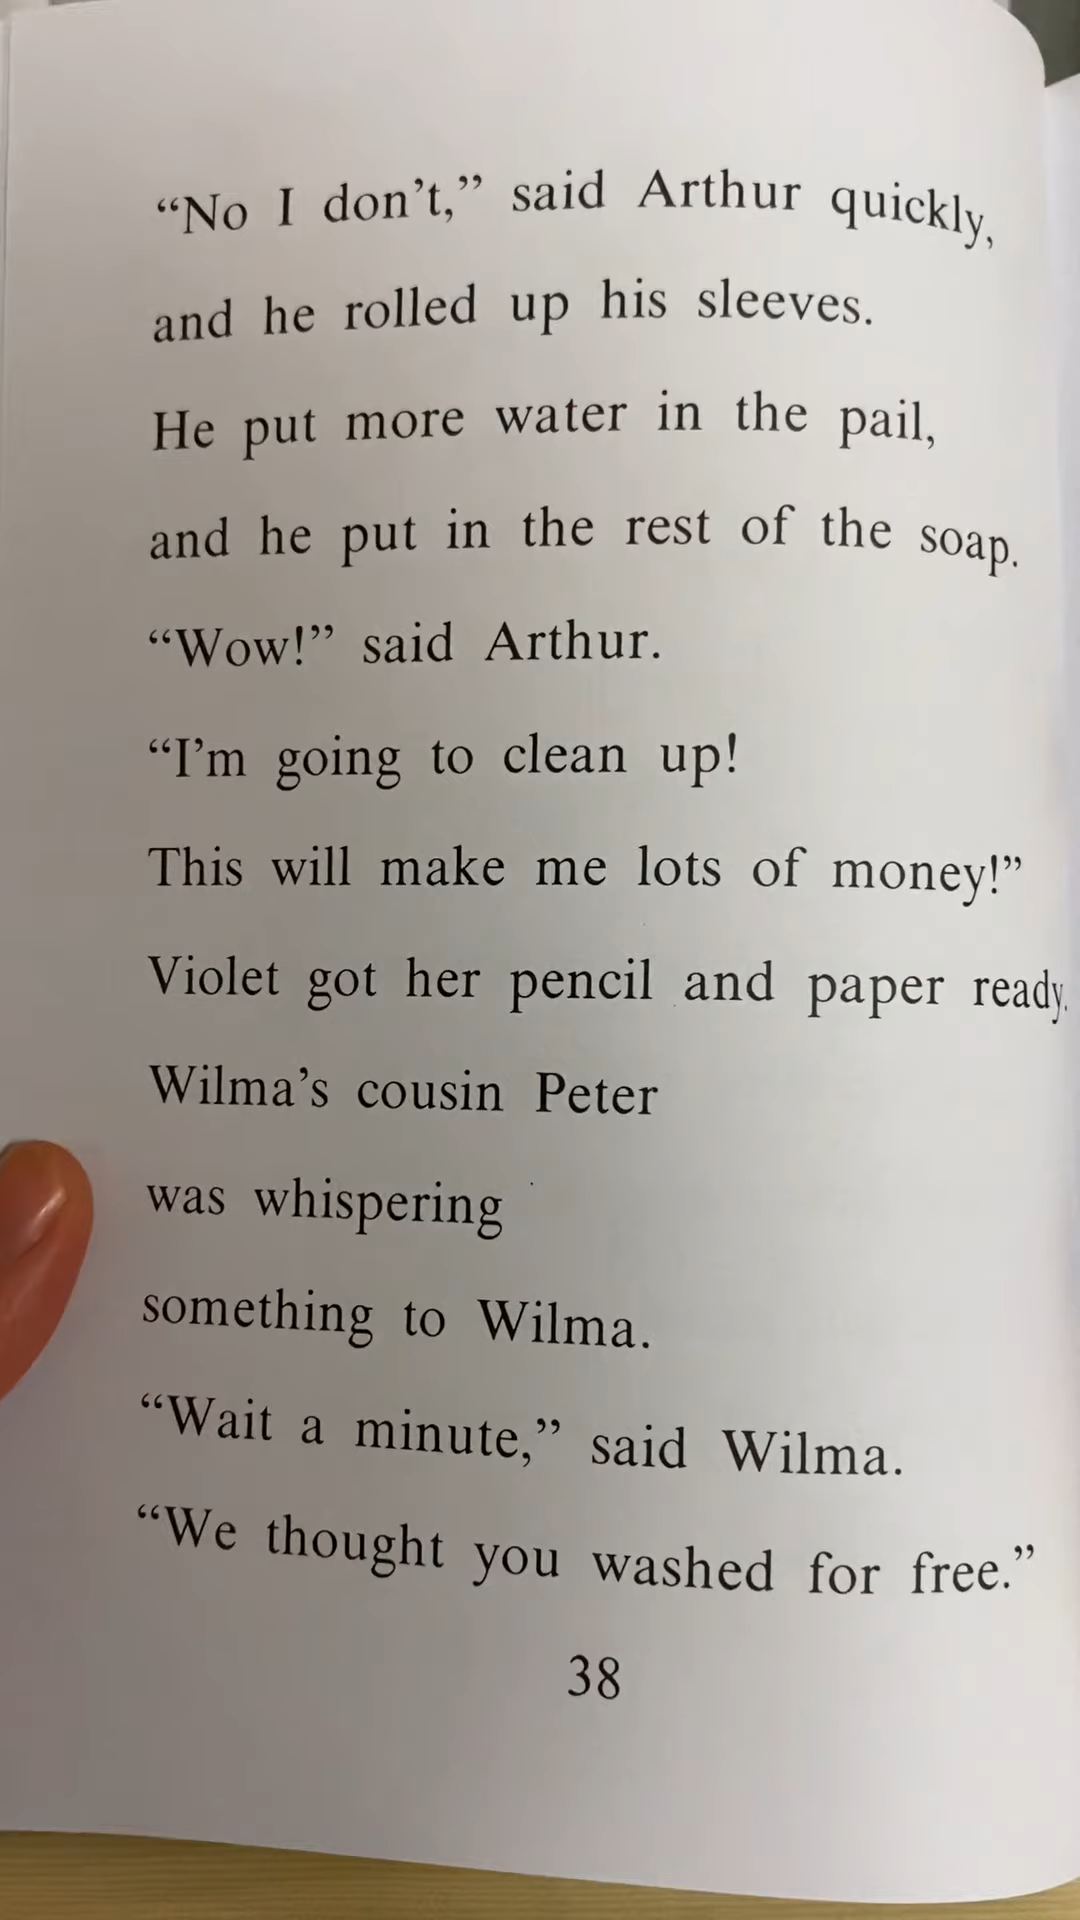 “No I don’t,” said Arthur quickly,
and he rolled up his sleeves.
He put more water in the pail,
and he put in the rest of the soap.
“Wow!” said Arthur.
“I’m going to clean up!
This will make me lots of money!”
Violet got her pencil and paper ready.
Wilma’s cousin Peter
was whispering
something to Wilma.
“Wait a minute,” said Wilma.
“We thought you washed for free.”
38